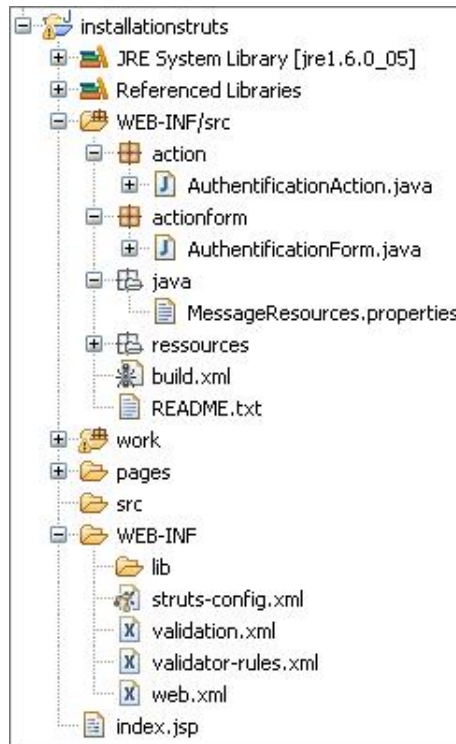 installationstruts
JRE System Library [jre1.6.0_05]
Referenced Libraries
WEB-INF/src
action
AuthentificationAction.java
actionform
AuthentificationForm.java
java
MessageResources.properties
ressources
build.xml
README.txt
work
pages
src
WEB-INF
lib
struts-config.xml
validation.xml
validator-rules.xml
web.xml
index.jsp